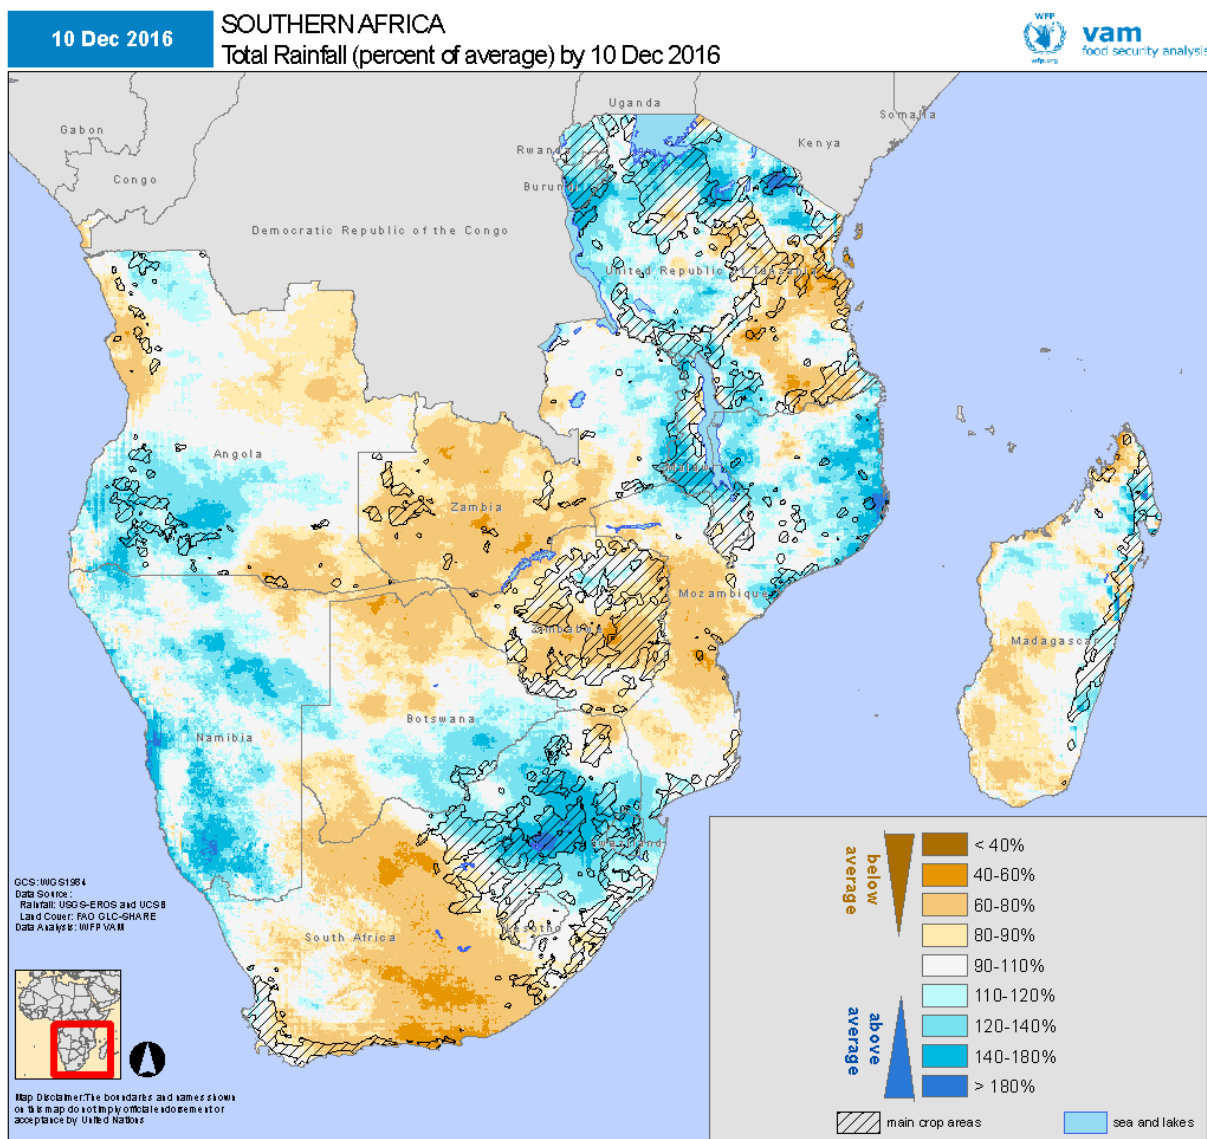 10 Dec 2016
SOUTHERN AFRICA
Total Rainfall (percent of average) by 10 Dec 2016
WFP
wfp.org
vam
food security analysis
Uganda
Somalia
Gabon
Kenya
Rwanda
Congo
Burundi
Democratic Republic of the Congo
United Republic of Tanzania
Angola
Malawi
Zambia
Mozambique
Zimbabwe
Madagascar
Botswana
Namibia
Swaziland
Lesotho
South Africa
GCS:WGS1984
Data Source:
Rainfall: USGS-EROS and UCSB
Land Cover: FAO GLC-SHARE
Data Analysis: WFP VAM
Map Disclaimer:The boundaries and names shown
on this map do not imply official endorsement or
acceptance by United Nations
below
average
above
average
< 40%
40-60%
60-80%
80-90%
90-110%
110-120%
120-140%
140-180%
> 180%
main crop areas
sea and lakes